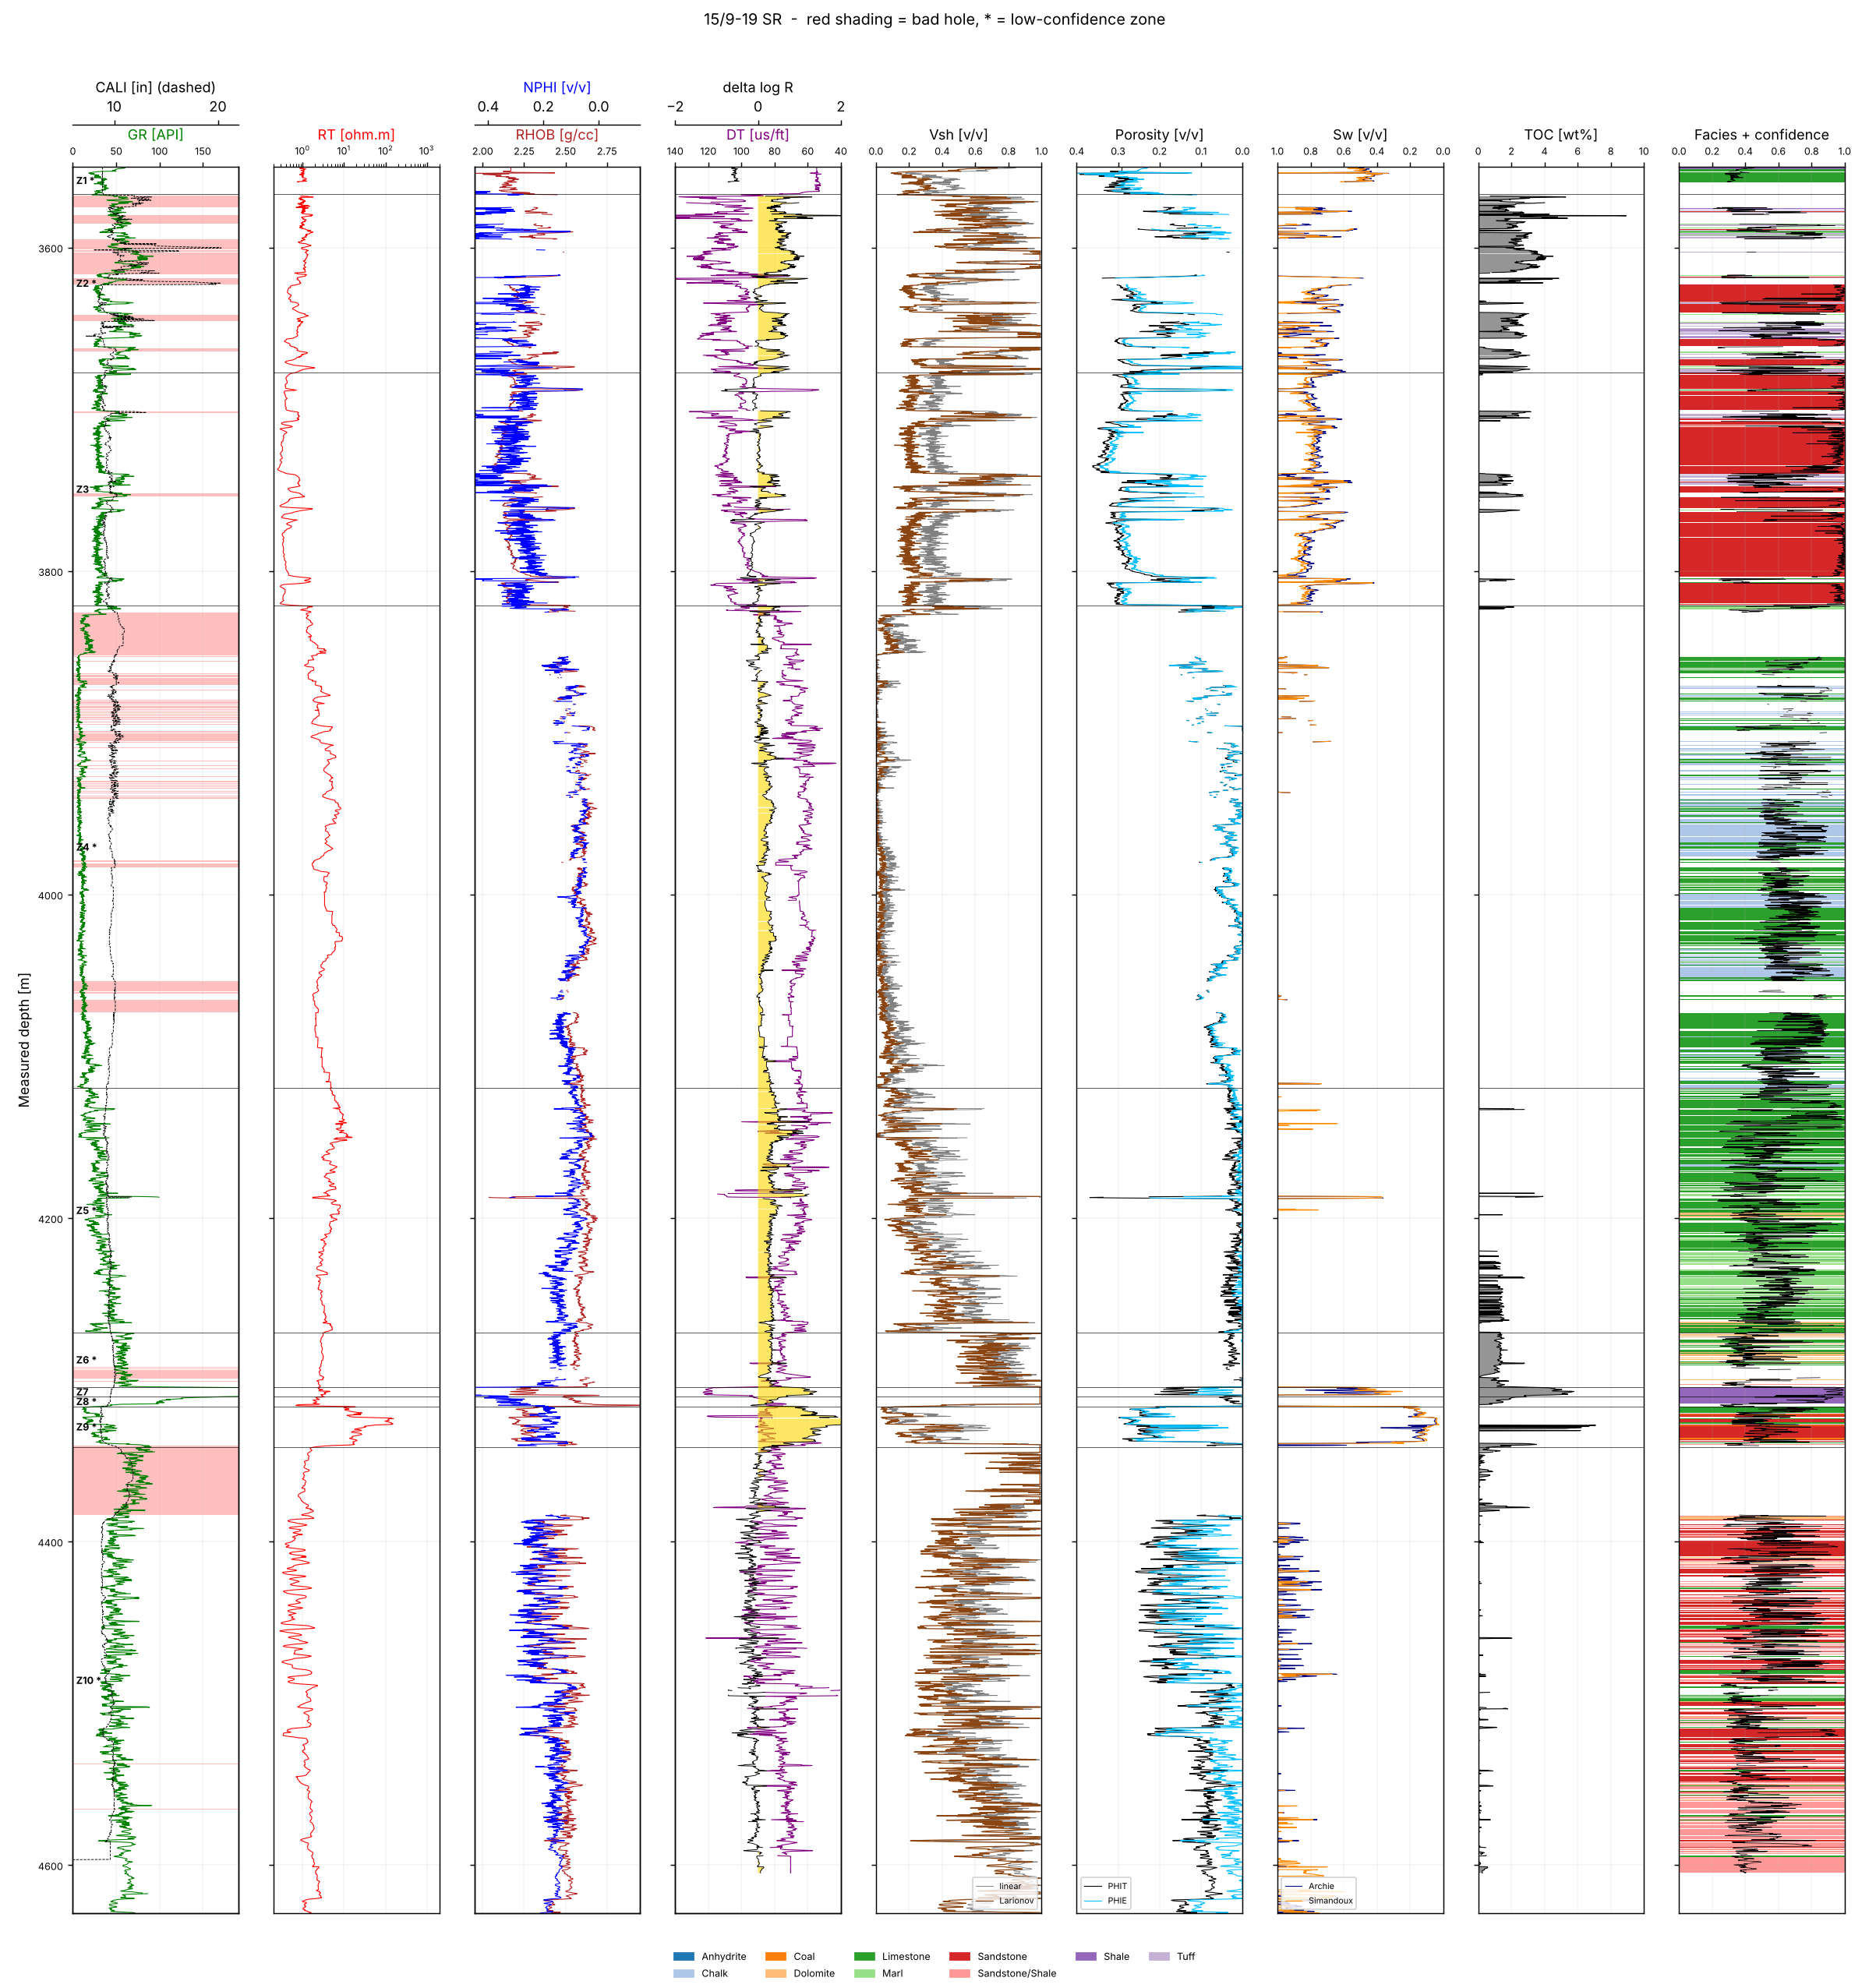 15/9-19 SR - red shading = bad hole, * = low-confidence zone
CALI [in] (dashed)
10 20
GR [API]
0 50 100 150
RT [ohm.m]
10⁰ 10¹ 10² 10³
NPHI [v/v]
0.4 0.2 0.0
RHOB [g/cc]
2.00 2.25 2.50 2.75
delta log R
−2 0 2
DT [us/ft]
140 120 100 80 60 40
Vsh [v/v]
0.0 0.2 0.4 0.6 0.8 1.0
Porosity [v/v]
0.4 0.3 0.2 0.1 0.0
Sw [v/v]
1.0 0.8 0.6 0.4 0.2 0.0
TOC [wt%]
0 2 4 6 8 10
Facies + confidence
0.0 0.2 0.4 0.6 0.8 1.0
Measured depth [m]
3600
3800
4000
4200
4400
4600
Z1 *
Z2 *
Z3
Z4 *
Z5 *
Z6 *
Z7
Z8 *
Z9 *
Z10 *
linear
Larionov
PHIT
PHIE
Archie
Simandoux
Anhydrite Coal Limestone Sandstone Shale Tuff
Chalk Dolomite Marl Sandstone/Shale